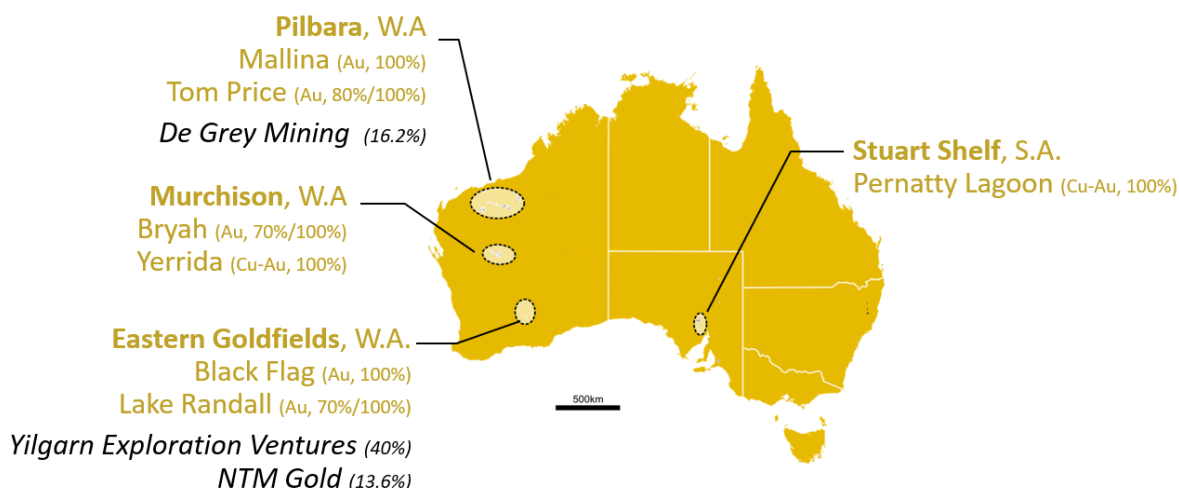 Pilbara, W.A
Mallina (Au, 100%)
Tom Price (Au, 80%/100%)
De Grey Mining (16.2%)
Murchison, W.A
Bryah (Au, 70%/100%)
Yerrida (Cu-Au, 100%)
Eastern Goldfields, W.A.
Black Flag (Au, 100%)
Lake Randall (Au, 70%/100%)
Yilgarn Exploration Ventures (40%)
NTM Gold (13.6%)
Stuart Shelf, S.A.
Pernatty Lagoon (Cu-Au, 100%)
500km